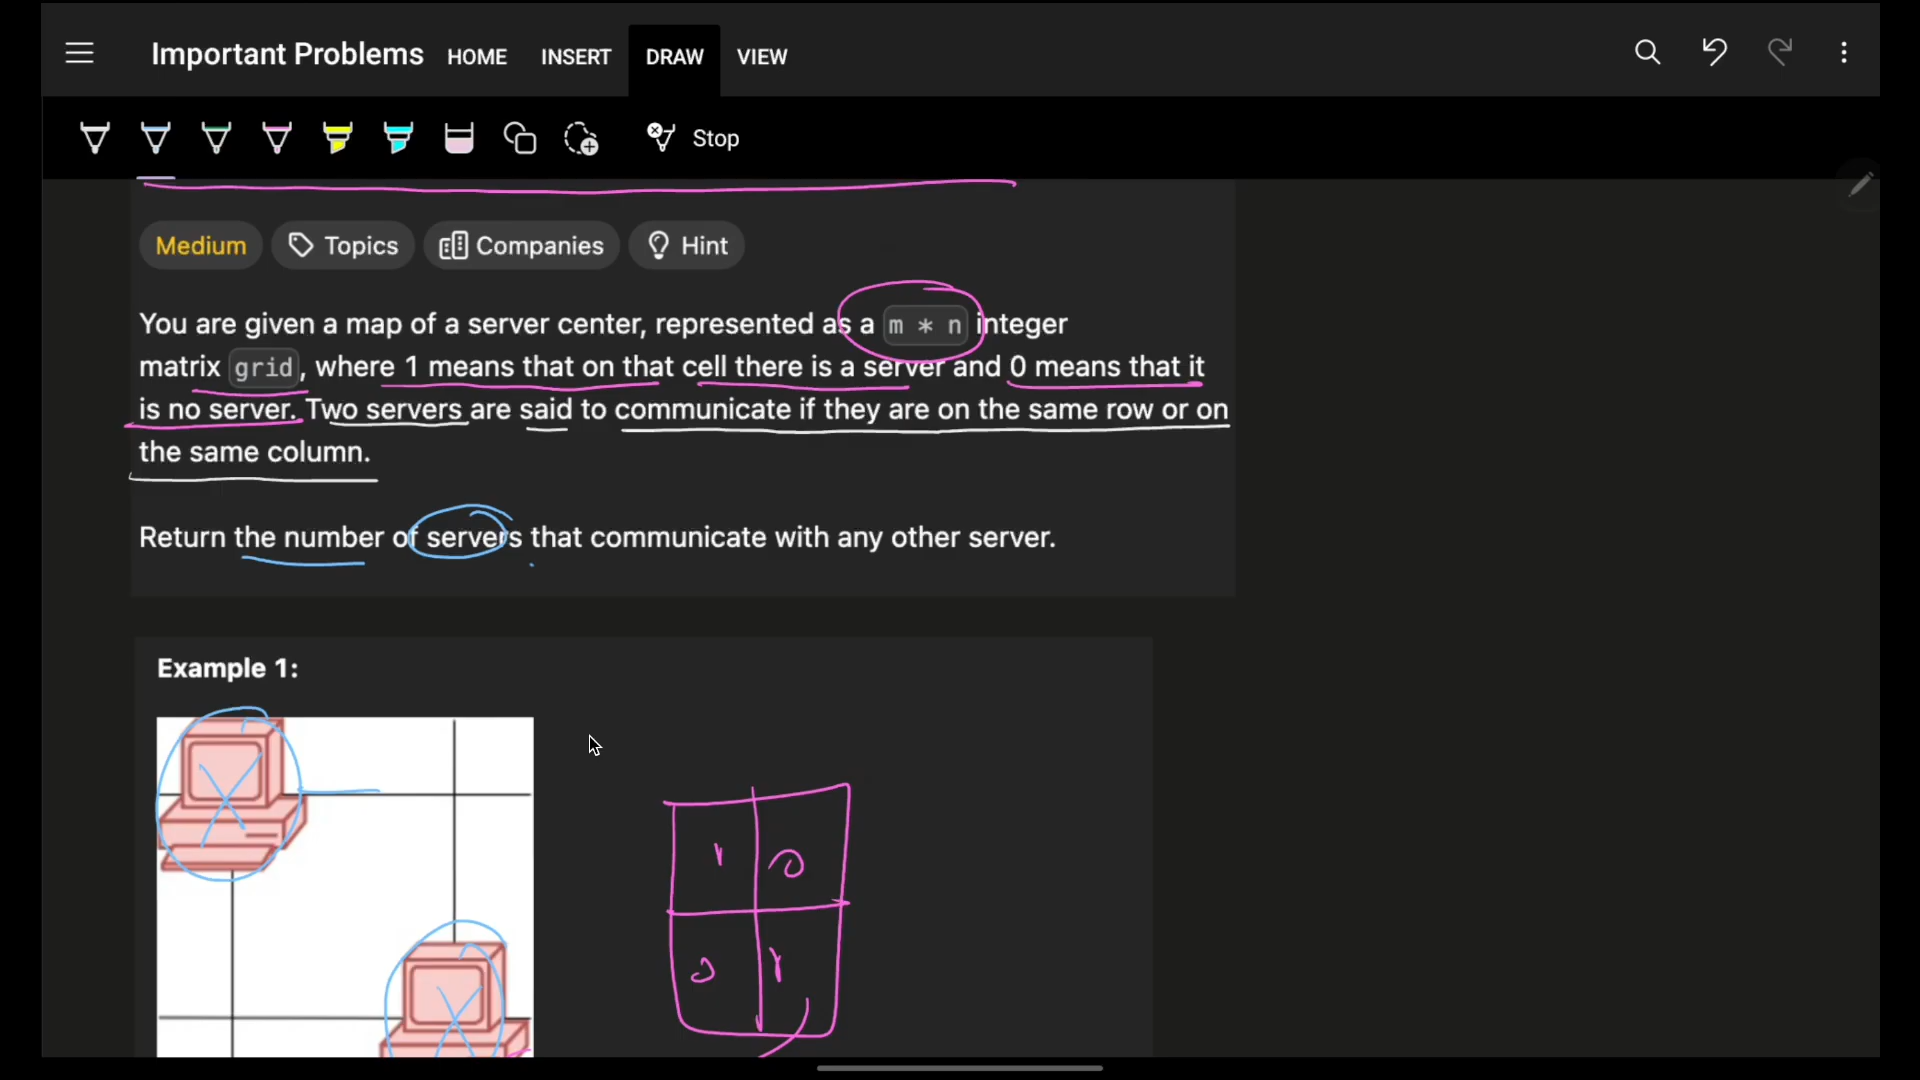 Important Problems HOME INSERT DRAW VIEW
Stop
Medium Topics Companies Hint
You are given a map of a server center, represented as a m * n integer
matrix grid, where 1 means that on that cell there is a server and 0 means that it
is no server. Two servers are said to communicate if they are on the same row or on
the same column.
Return the number of servers that communicate with any other server.
Example 1:
1 0
0 1